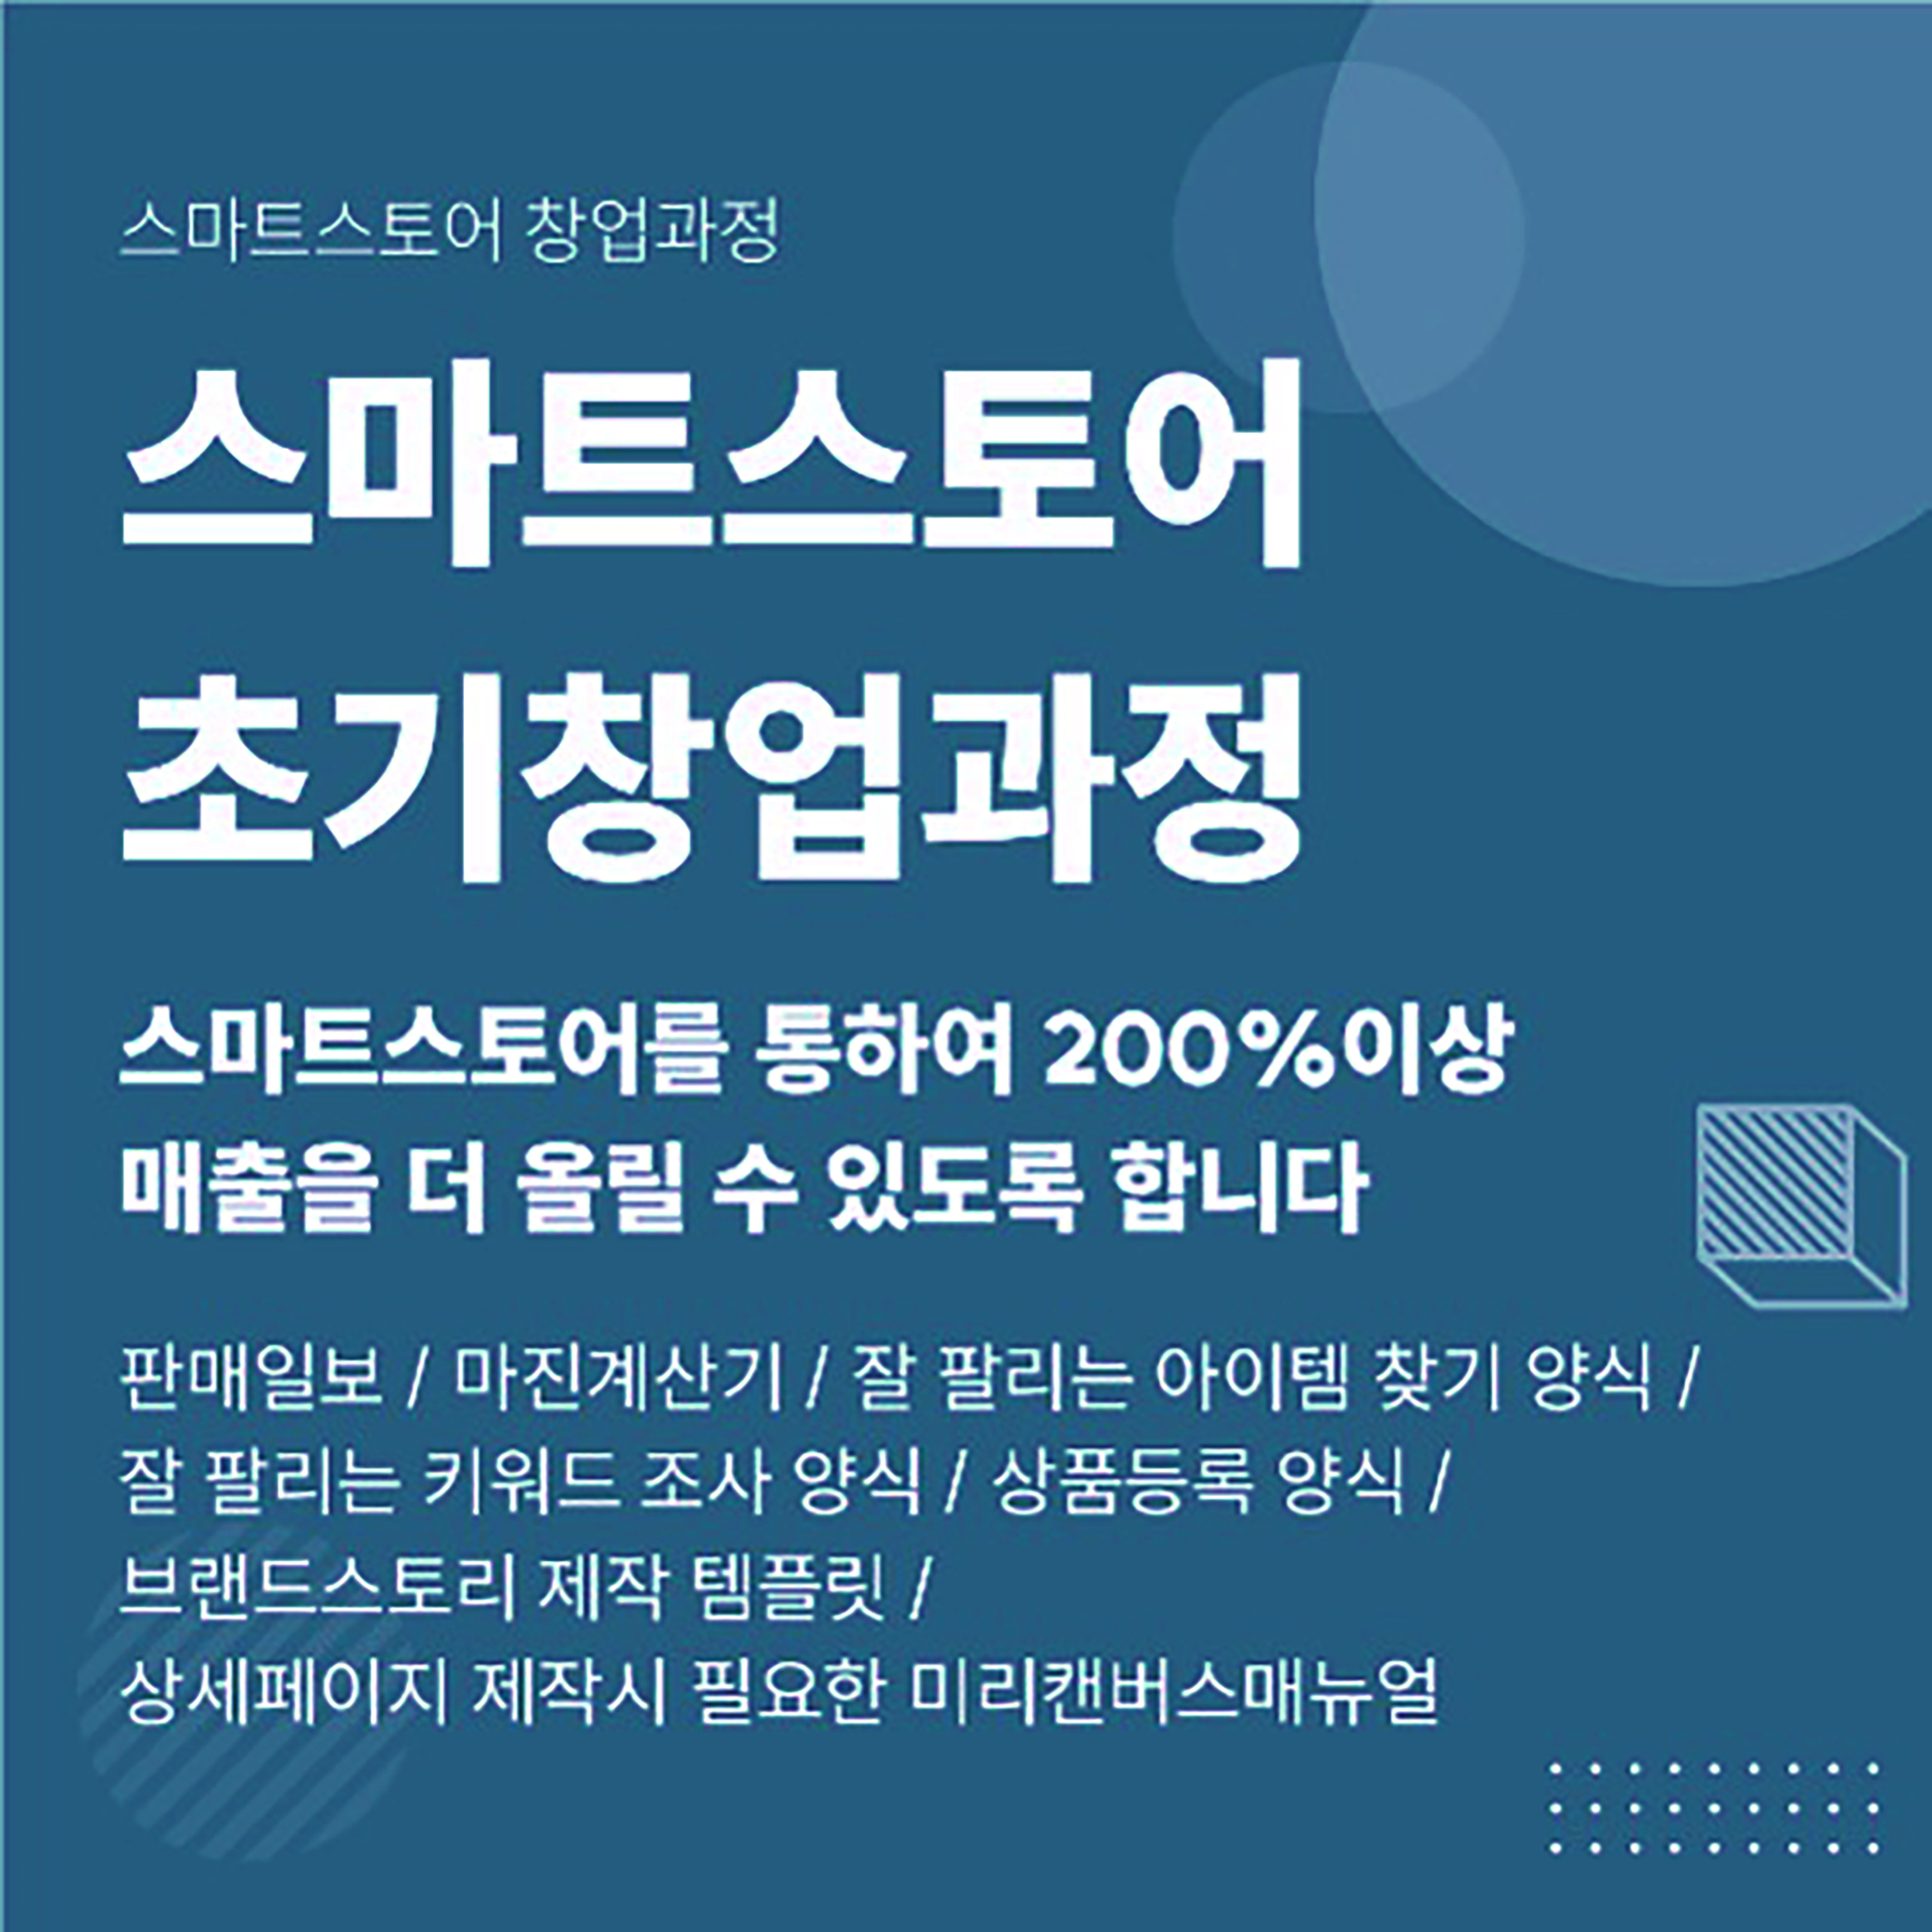 스마트스토어 창업과정
스마트스토어
초기창업과정
스마트스토어를 통하여 200%이상
매출을 더 올릴 수 있도록 합니다
판매일보 / 마진계산기 / 잘 팔리는 아이템 찾기 양식 /
잘 팔리는 키워드 조사 양식 / 상품등록 양식 /
브랜드스토리 제작 템플릿 /
상세페이지 제작시 필요한 미리캔버스매뉴얼